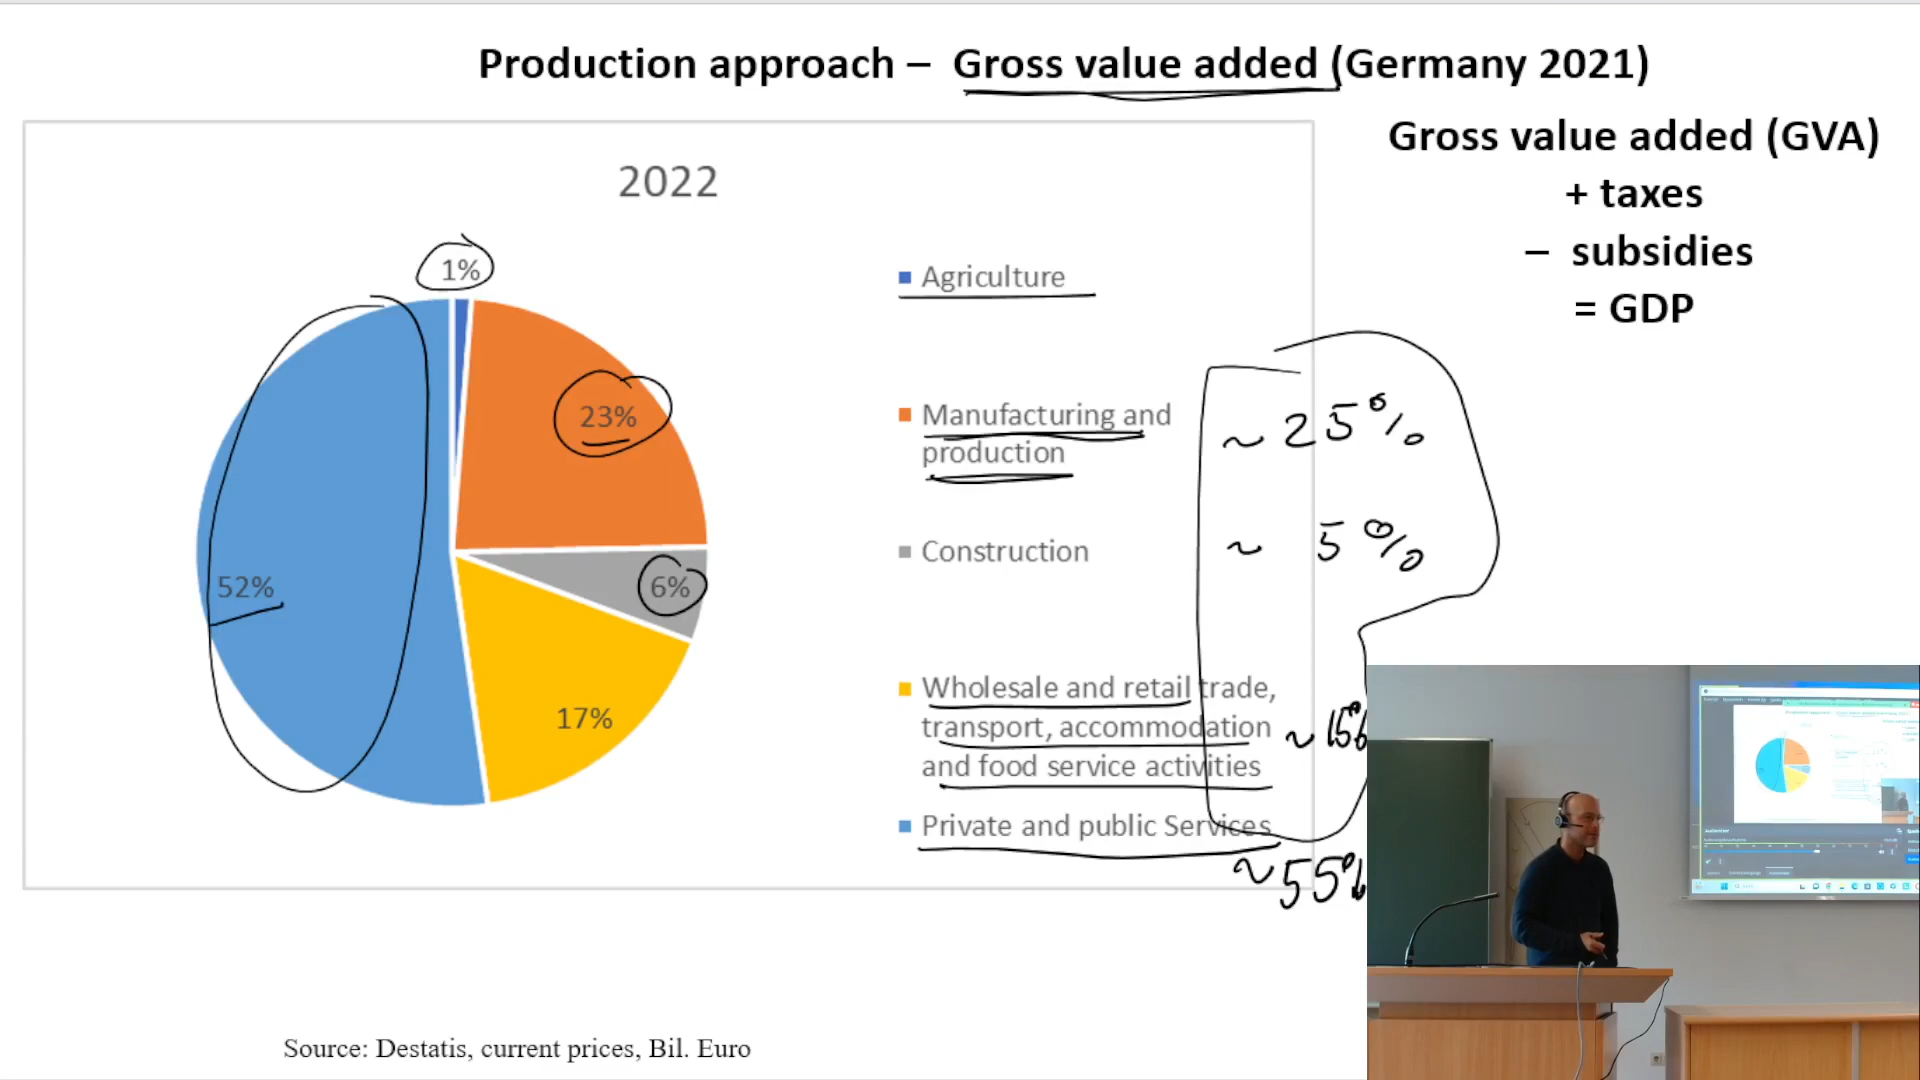 Production approach – Gross value added (Germany 2021)
Gross value added (GVA)
+ taxes
– subsidies
= GDP
2022
1%
23%
6%
17%
52%
Agriculture
Manufacturing and
production
~ 25%
Construction
~ 5%
Wholesale and retail trade,
transport, accommodation
and food service activities
~ 15%
Private and public Services
~ 55%
Source: Destatis, current prices, Bil. Euro